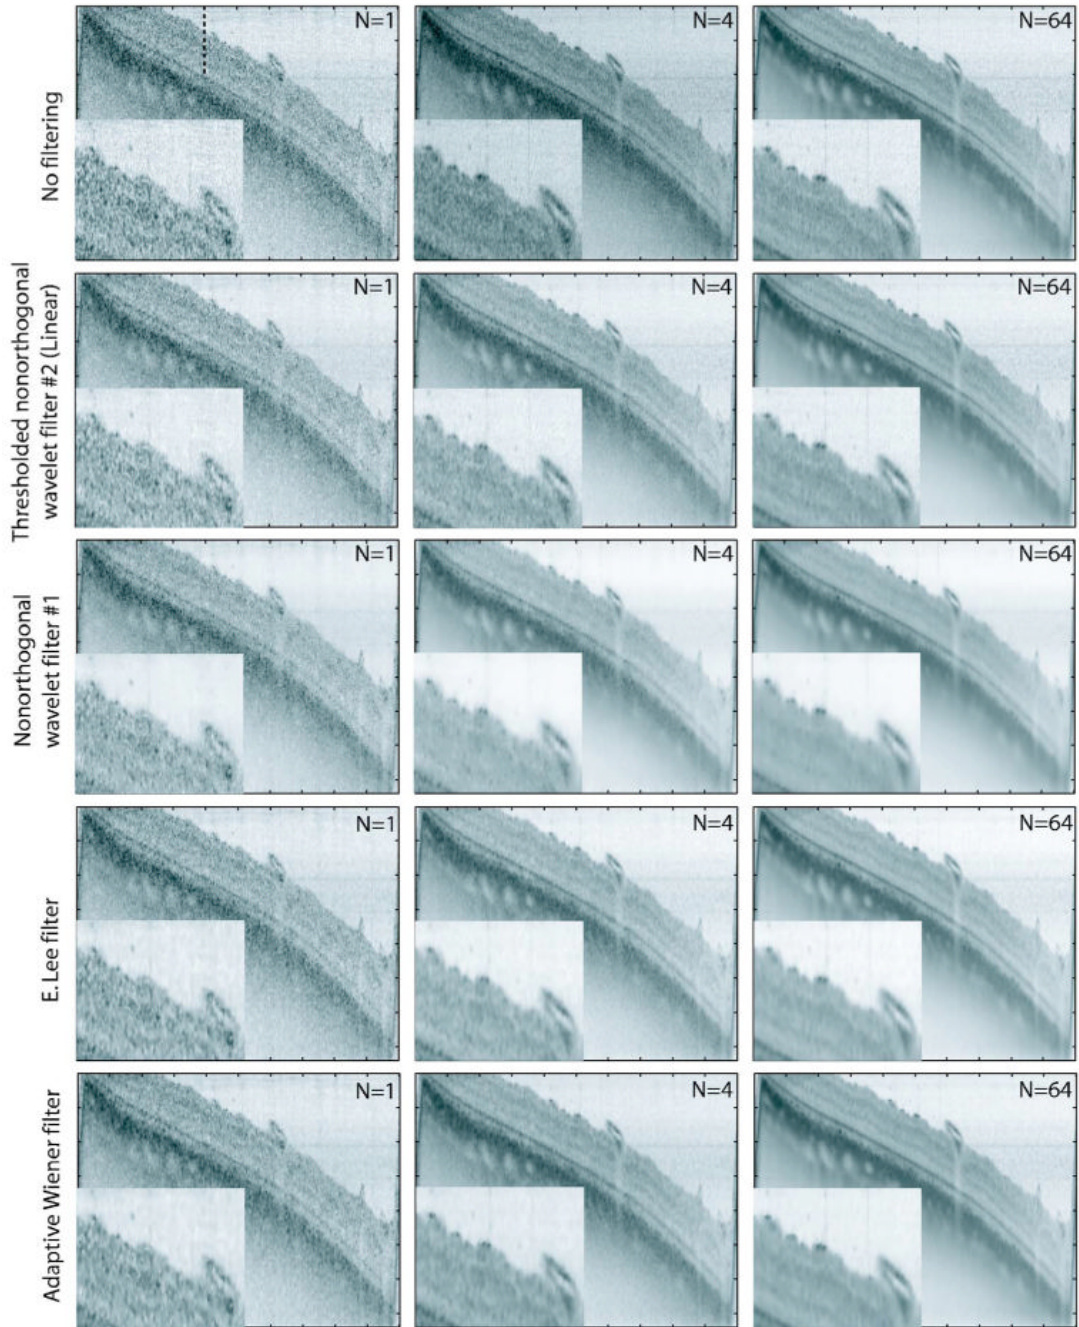 No filtering
N=1
N=4
N=64
Thresholded nonorthogonal
wavelet filter #2 (Linear)
N=1
N=4
N=64
Nonorthogonal
wavelet filter #1
N=1
N=4
N=64
E. Lee filter
N=1
N=4
N=64
Adaptive Wiener filter
N=1
N=4
N=64